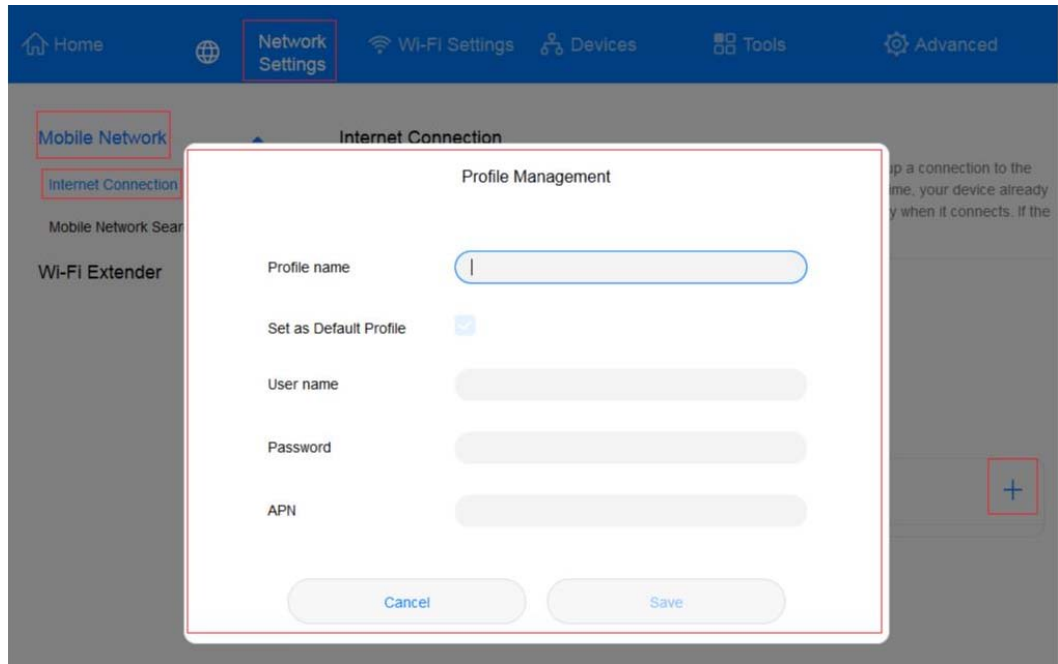 Home
Network
Settings
Wi-Fi Settings
Devices
Tools
Advanced
Mobile Network
Internet Connection
Mobile Network Sear
Wi-Fi Extender
Internet Connection
up a connection to the
ime, your device already
y when it connects. If the
Profile Management
Profile name
Set as Default Profile
User name
Password
APN
Cancel
Save